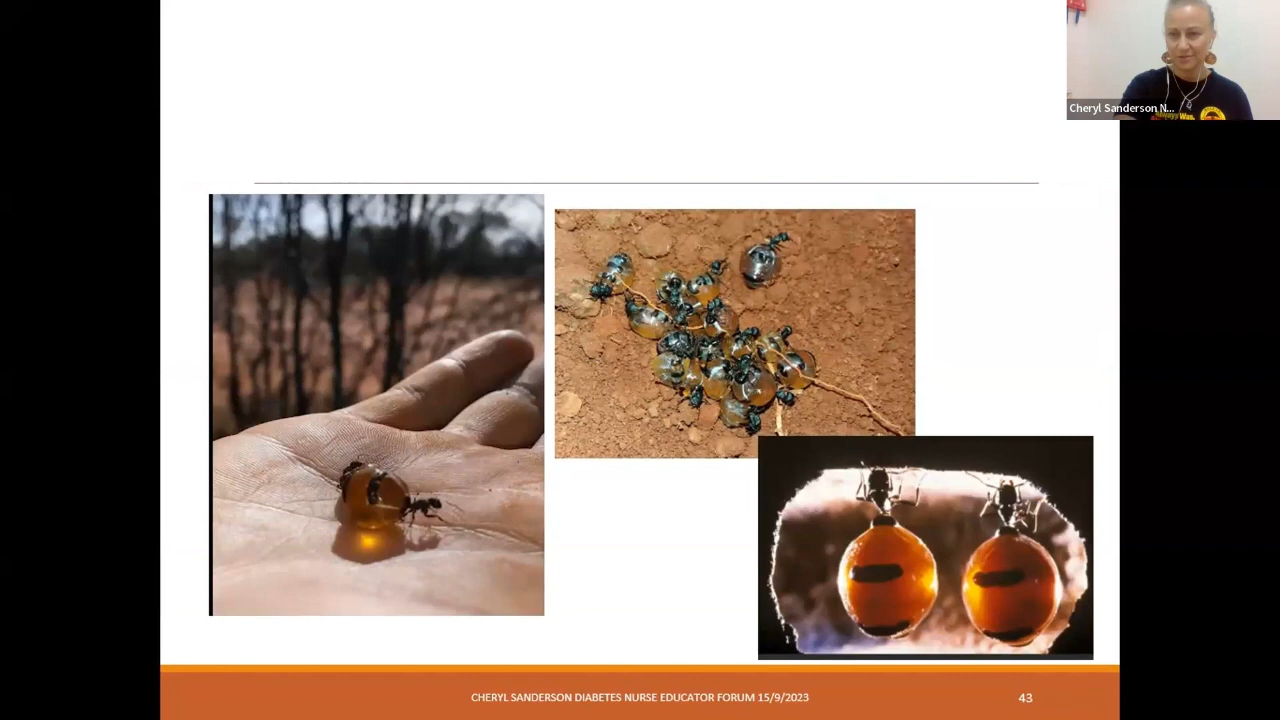 Cheryl Sanderson N...
CHERYL SANDERSON DIABETES NURSE EDUCATOR FORUM 15/9/2023
43